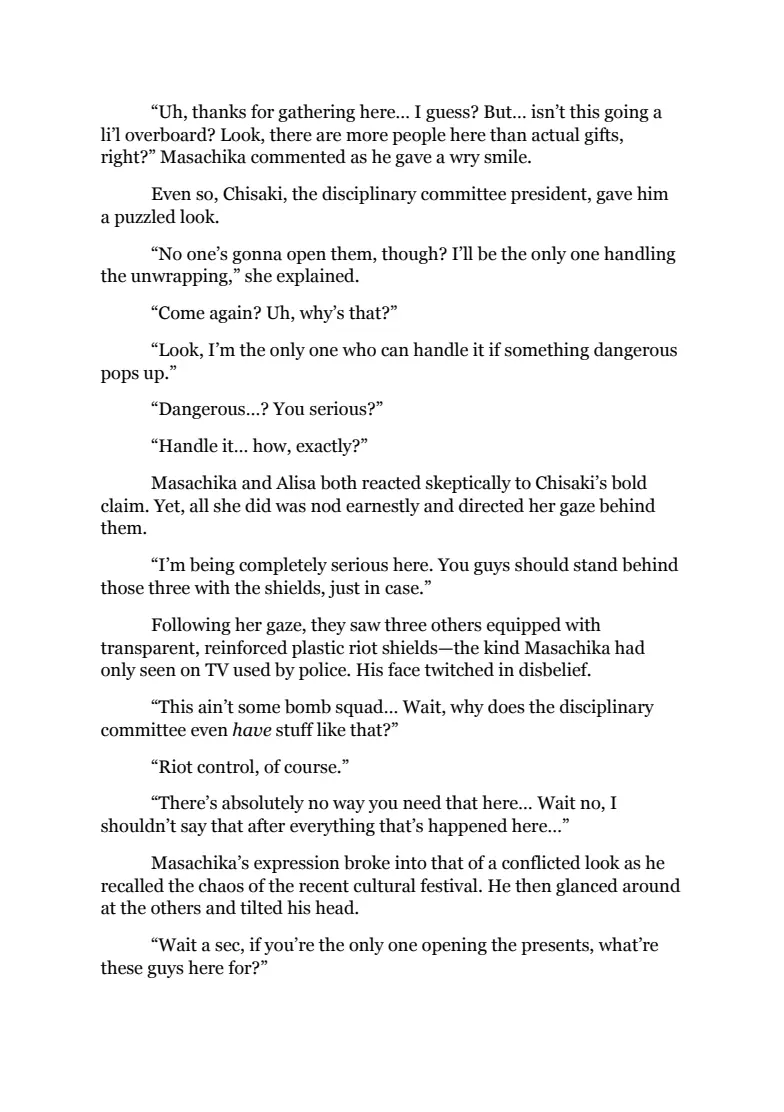 “Uh, thanks for gathering here... I guess? But... isn’t this going a
li’l overboard? Look, there are more people here than actual gifts,
right?” Masachika commented as he gave a wry smile.
Even so, Chisaki, the disciplinary committee president, gave him
a puzzled look.
“No one’s gonna open them, though? I’ll be the only one handling
the unwrapping,” she explained.
“Come again? Uh, why’s that?”
“Look, I’m the only one who can handle it if something dangerous
pops up.”
“Dangerous...? You serious?”
“Handle it... how, exactly?”
Masachika and Alisa both reacted skeptically to Chisaki’s bold
claim. Yet, all she did was nod earnestly and directed her gaze behind
them.
“I’m being completely serious here. You guys should stand behind
those three with the shields, just in case.”
Following her gaze, they saw three others equipped with
transparent, reinforced plastic riot shields—the kind Masachika had
only seen on TV used by police. His face twitched in disbelief.
“This ain’t some bomb squad... Wait, why does the disciplinary
committee even have stuff like that?”
“Riot control, of course.”
“There’s absolutely no way you need that here... Wait no, I
shouldn’t say that after everything that’s happened here...”
Masachika’s expression broke into that of a conflicted look as he
recalled the chaos of the recent cultural festival. He then glanced around
at the others and tilted his head.
“Wait a sec, if you’re the only one opening the presents, what’re
these guys here for?”